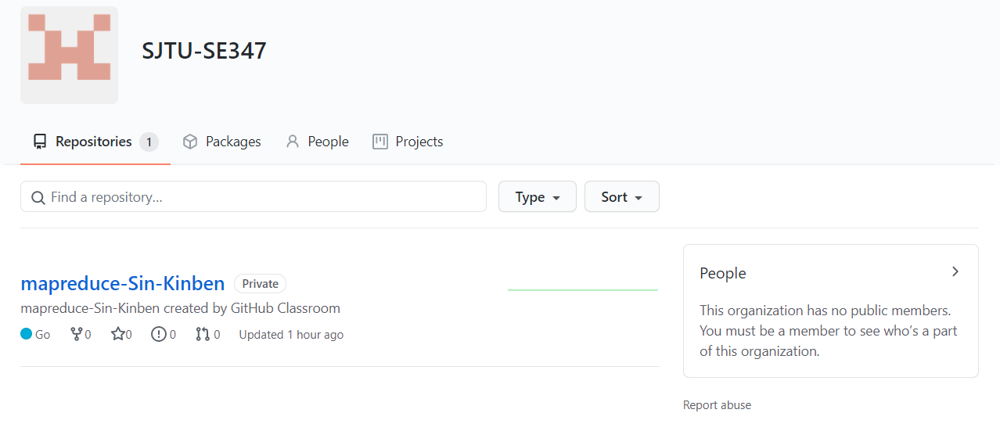 SJTU-SE347
Repositories 1 Packages People Projects
Find a repository... Type Sort
mapreduce-Sin-Kinben Private
mapreduce-Sin-Kinben created by GitHub Classroom
Go 0 0 0 0 Updated 1 hour ago
People
This organization has no public members.
You must be a member to see who's a part
of this organization.
Report abuse